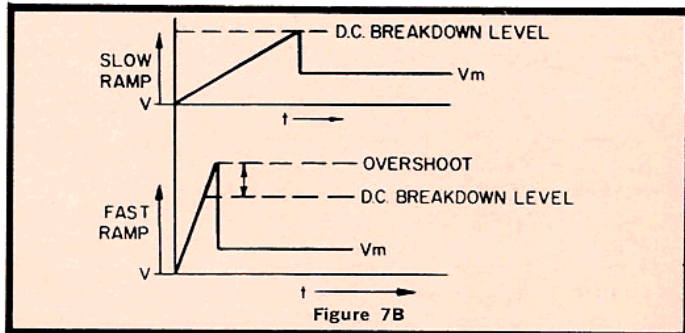 D.C. BREAKDOWN LEVEL
SLOW
RAMP
Vm
V
t
OVERSHOOT
D.C. BREAKDOWN LEVEL
FAST
RAMP
Vm
V
t
Figure 7B